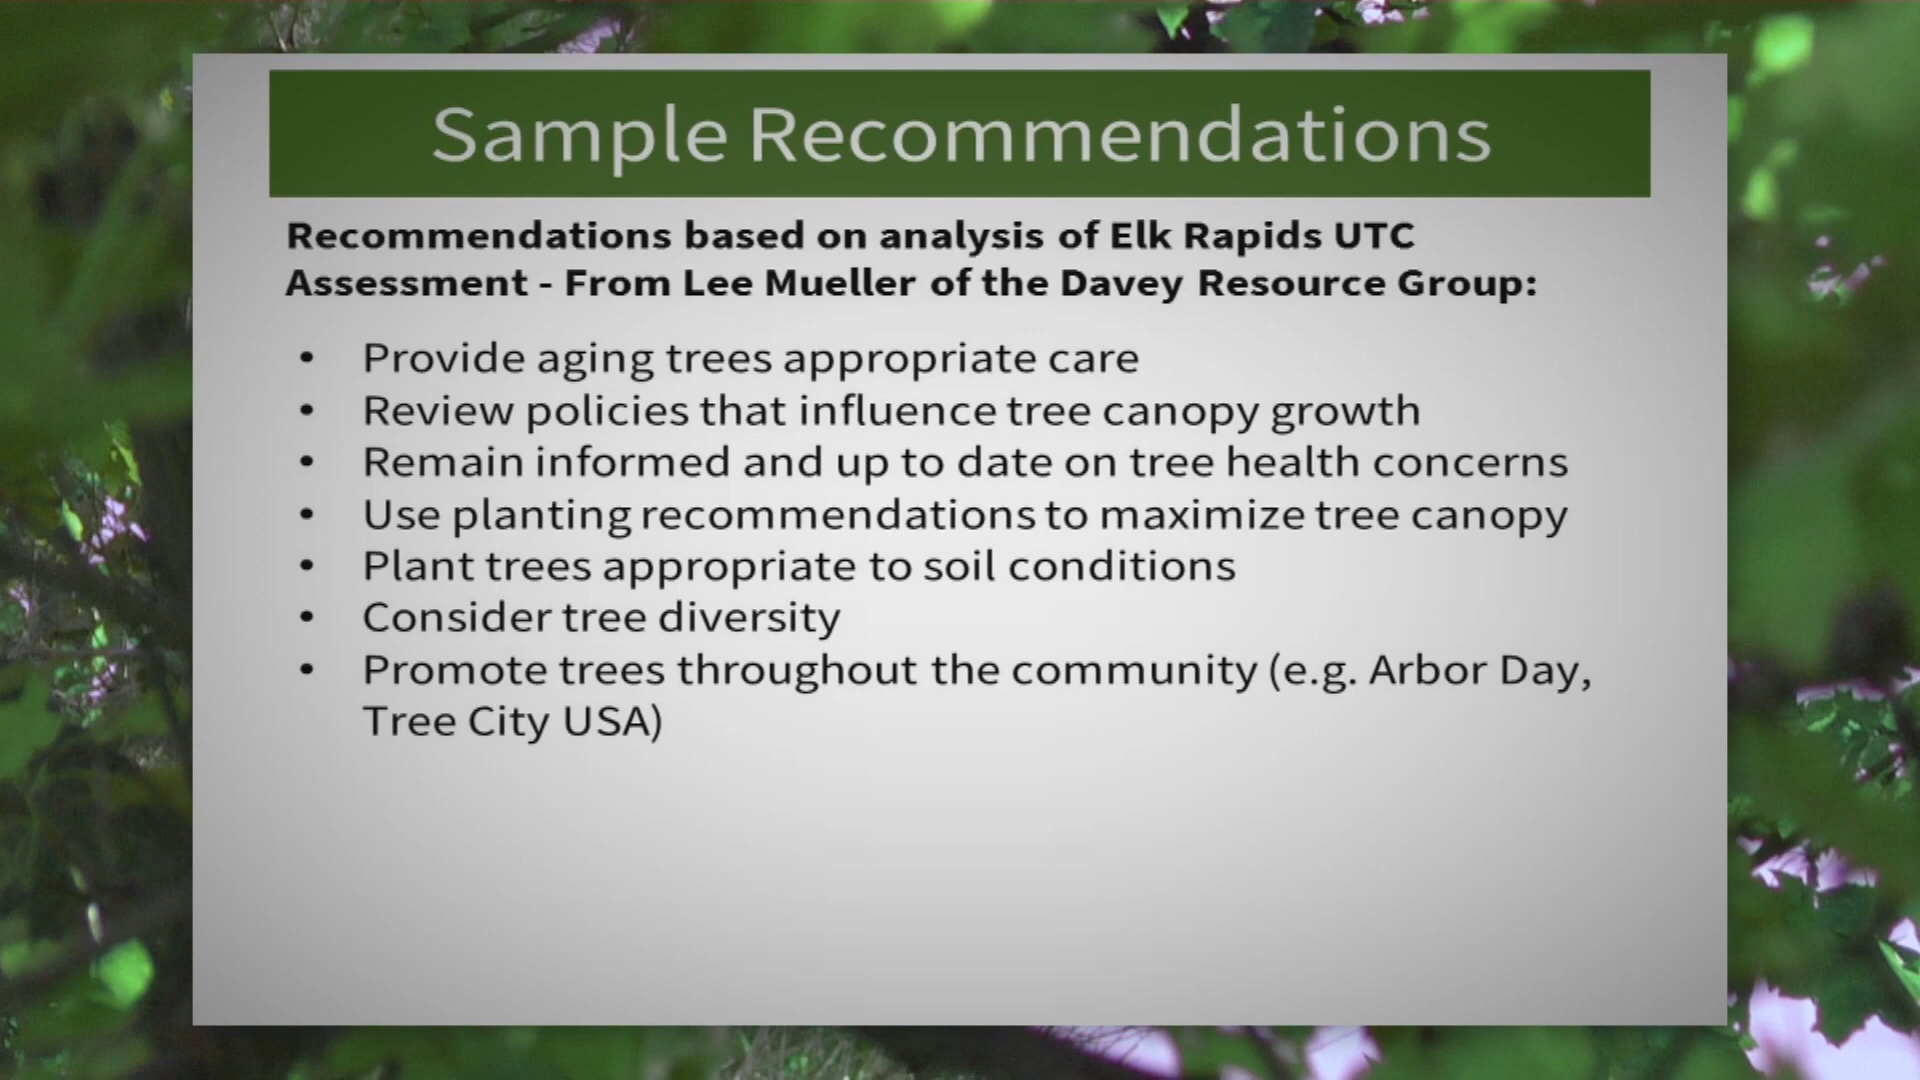 Sample Recommendations
Recommendations based on analysis of Elk Rapids UTC
Assessment - From Lee Mueller of the Davey Resource Group:
• Provide aging trees appropriate care
• Review policies that influence tree canopy growth
• Remain informed and up to date on tree health concerns
• Use planting recommendations to maximize tree canopy
• Plant trees appropriate to soil conditions
• Consider tree diversity
• Promote trees throughout the community (e.g. Arbor Day,
Tree City USA)